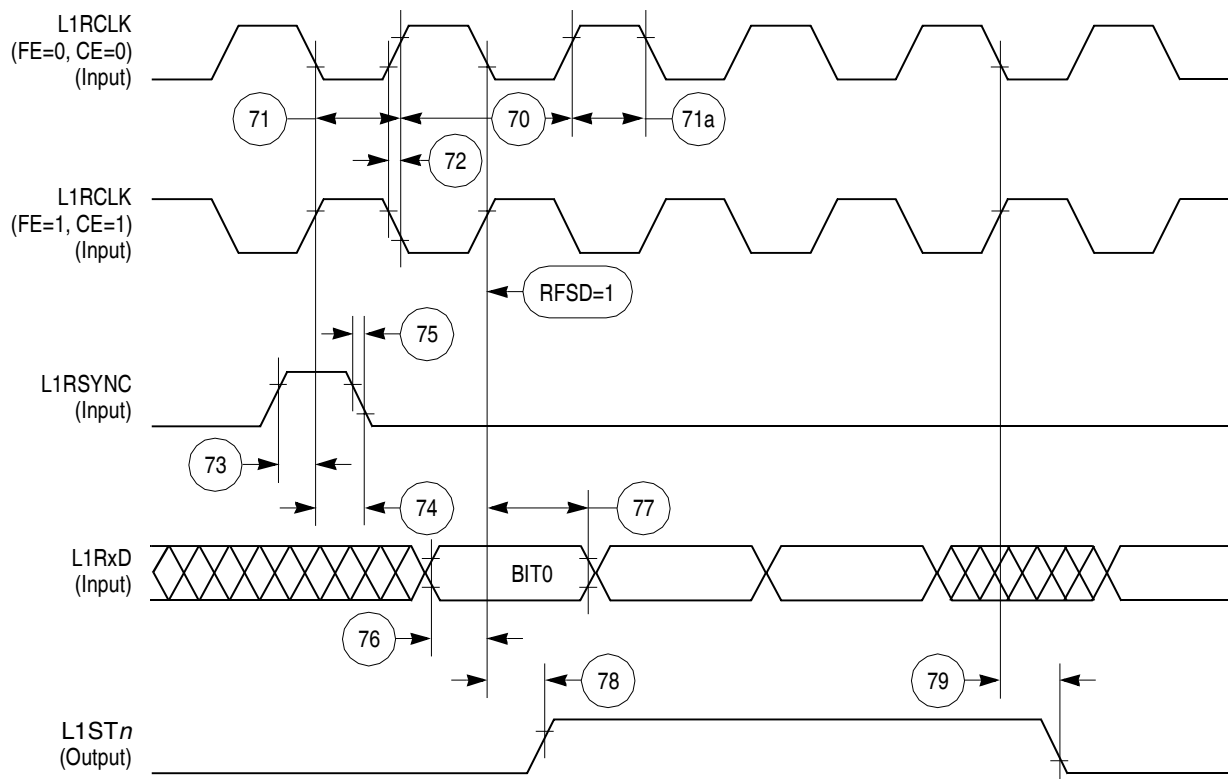 L1RCLK
(FE=0, CE=0)
(Input)
71
70
71a
72
L1RCLK
(FE=1, CE=1)
(Input)
RFSD=1
75
L1RSYNC
(Input)
73
74
77
L1RxD
(Input)
BIT0
76
78
79
L1STn
(Output)